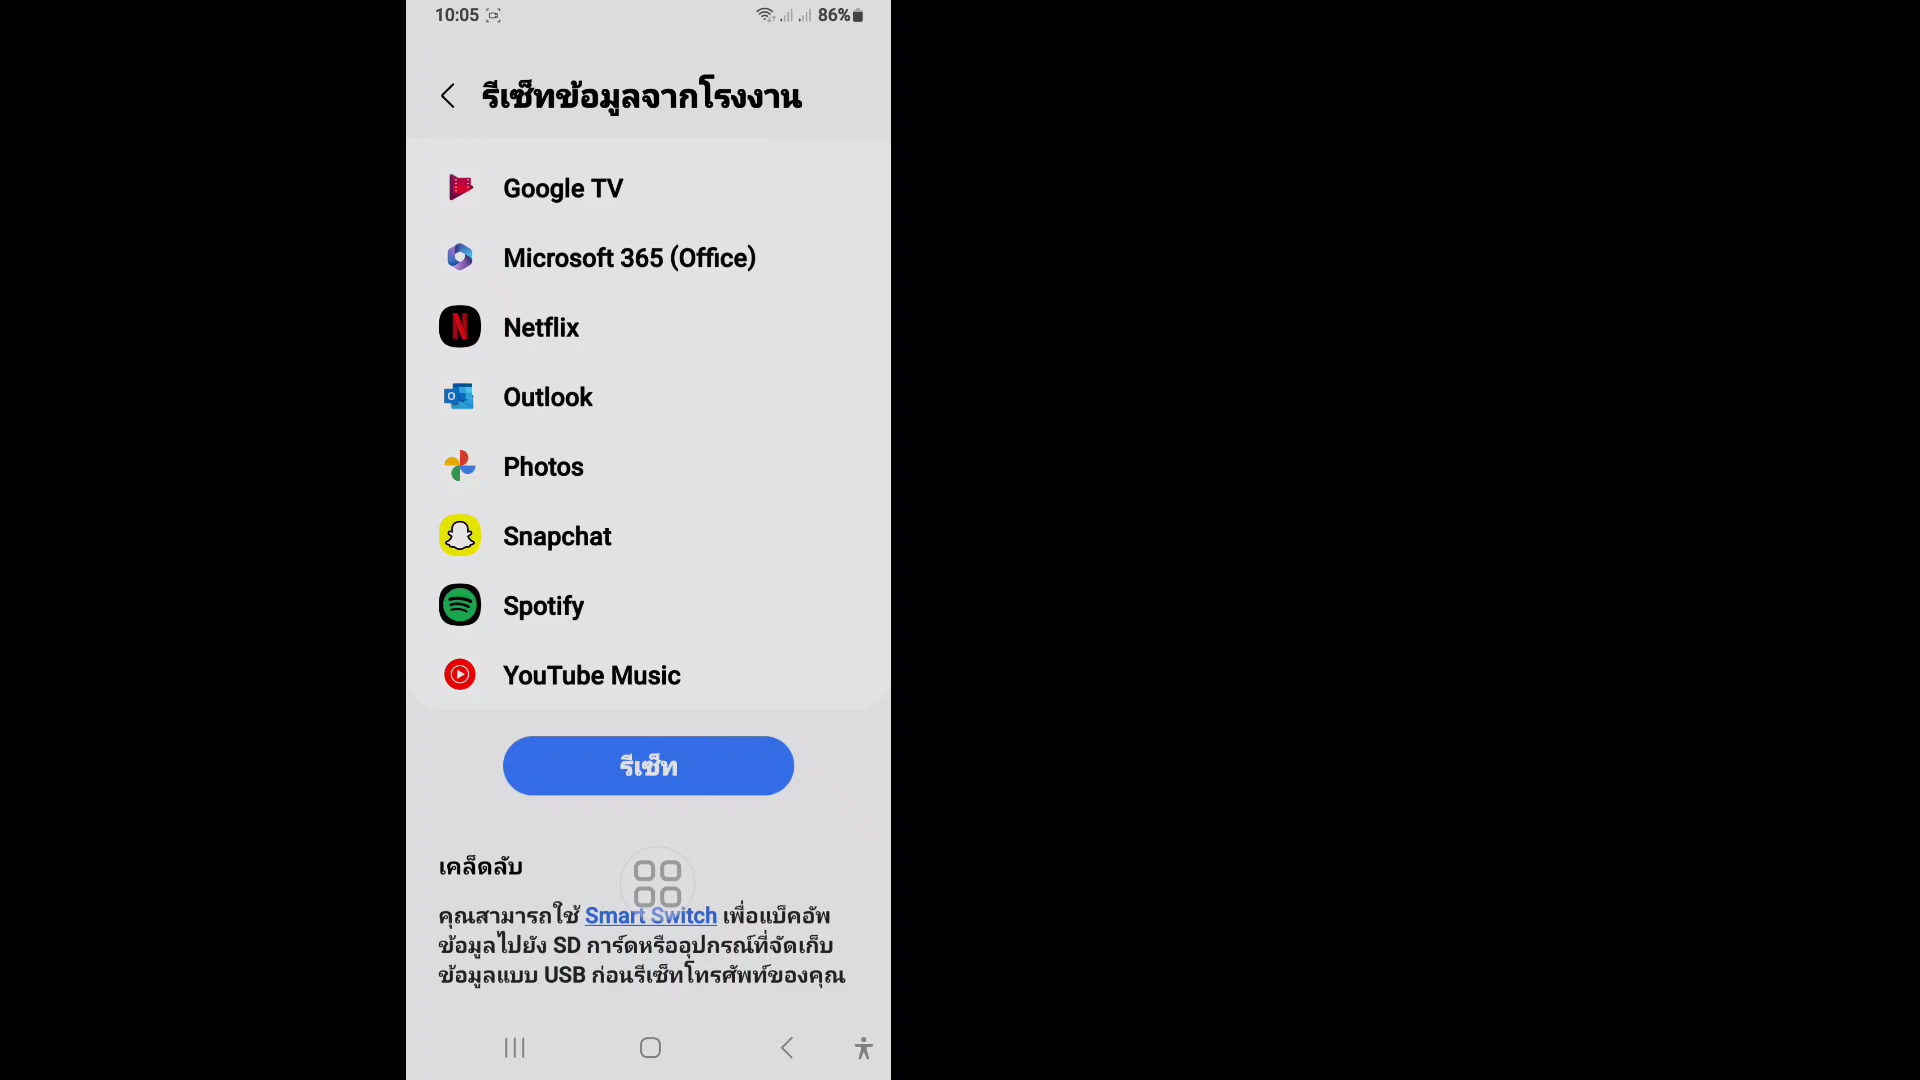 10:05
86%
รีเซ็ทข้อมูลจากโรงงาน
Google TV
Microsoft 365 (Office)
Netflix
Outlook
Photos
Snapchat
Spotify
YouTube Music
รีเซ็ท
เคล็ดลับ
คุณสามารถใช้ Smart Switch เพื่อแบ็คอัพ
ข้อมูลไปยัง SD การ์ดหรืออุปกรณ์ที่จัดเก็บ
ข้อมูลแบบ USB ก่อนรีเซ็ทโทรศัพท์ของคุณ